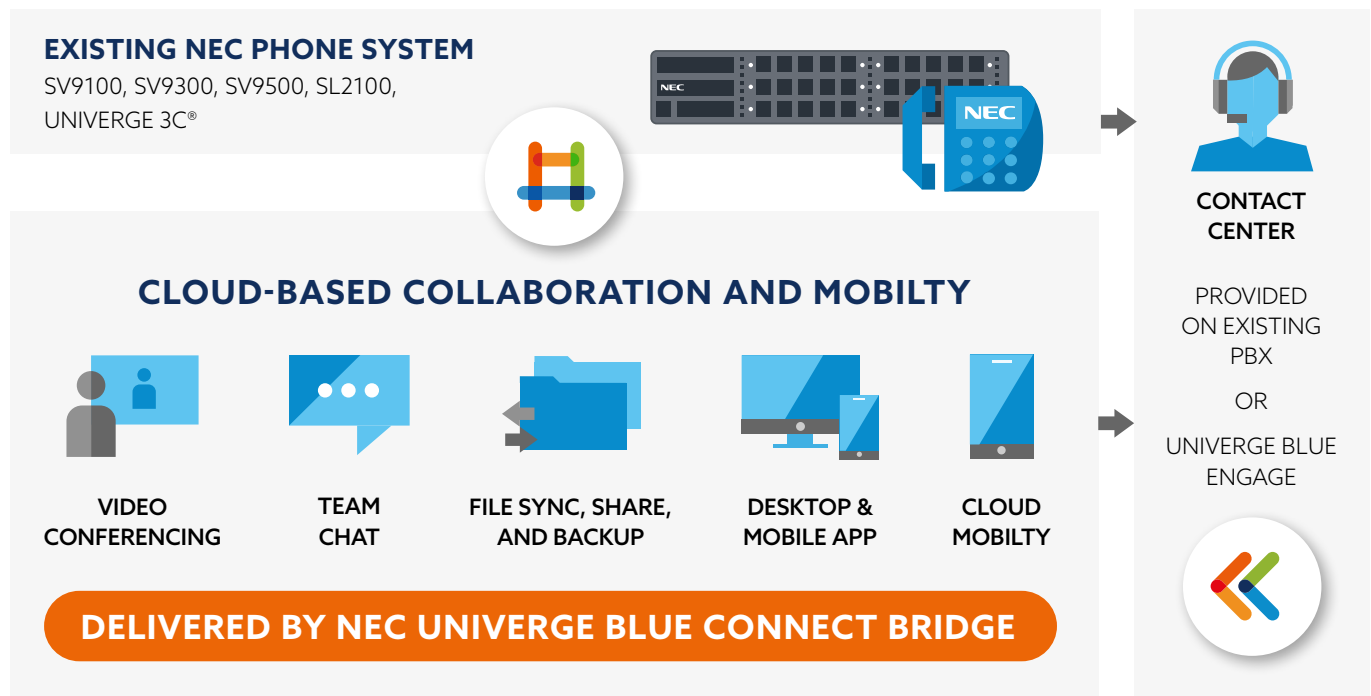 EXISTING NEC PHONE SYSTEM
SV9100, SV9300, SV9500, SL2100,
UNIVERGE 3C®
NEC
NEC
CLOUD-BASED COLLABORATION AND MOBILTY
VIDEO
CONFERENCING
TEAM
CHAT
FILE SYNC, SHARE,
AND BACKUP
DESKTOP &
MOBILE APP
CLOUD
MOBILTY
DELIVERED BY NEC UNIVERGE BLUE CONNECT BRIDGE
CONTACT
CENTER
PROVIDED
ON EXISTING
PBX
OR
UNIVERGE BLUE
ENGAGE